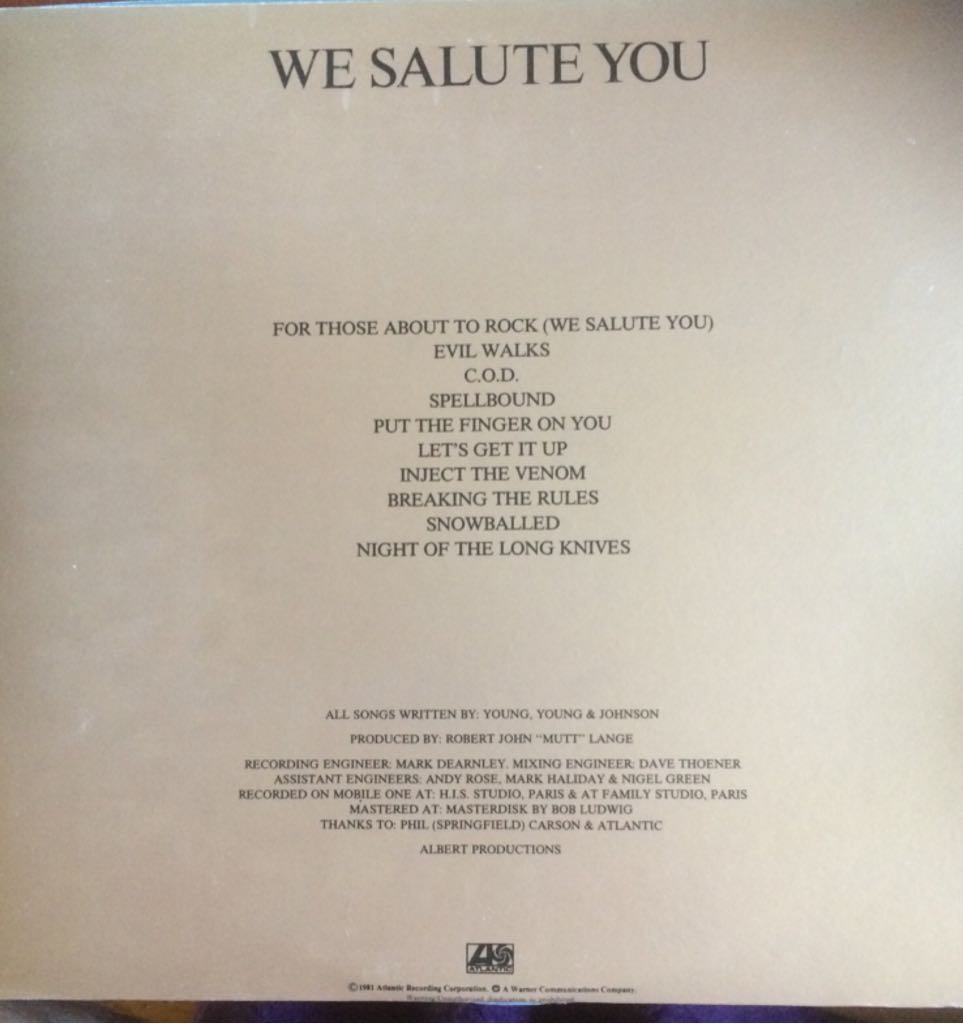 WE SALUTE YOU
FOR THOSE ABOUT TO ROCK (WE SALUTE YOU)
EVIL WALKS
C.O.D.
SPELLBOUND
PUT THE FINGER ON YOU
LET'S GET IT UP
INJECT THE VENOM
BREAKING THE RULES
SNOWBALLED
NIGHT OF THE LONG KNIVES
ALL SONGS WRITTEN BY: YOUNG, YOUNG & JOHNSON
PRODUCED BY: ROBERT JOHN "MUTT" LANGE
RECORDING ENGINEER: MARK DEARNLEY. MIXING ENGINEER: DAVE THOENER
ASSISTANT ENGINEERS: ANDY ROSE, MARK HALIDAY & NIGEL GREEN
RECORDED ON MOBILE ONE AT: H.I.S. STUDIO, PARIS & AT FAMILY STUDIO, PARIS
MASTERED AT: MASTERDISK BY BOB LUDWIG
THANKS TO: PHIL (SPRINGFIELD) CARSON & ATLANTIC
ALBERT PRODUCTIONS
ATLANTIC
©1981 Atlantic Recording Corporation. A Warner Communications Company.
Warning: Unauthorized duplication is prohibited.